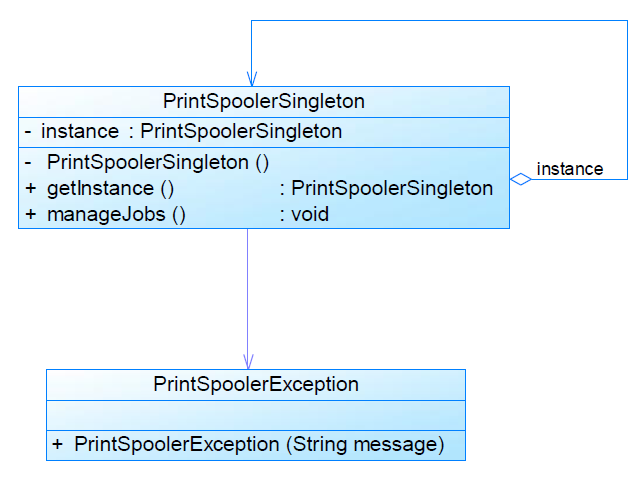 PrintSpoolerSingleton
- instance : PrintSpoolerSingleton
- PrintSpoolerSingleton ()
+ getInstance () : PrintSpoolerSingleton
+ manageJobs () : void
instance
PrintSpoolerException
+ PrintSpoolerException (String message)